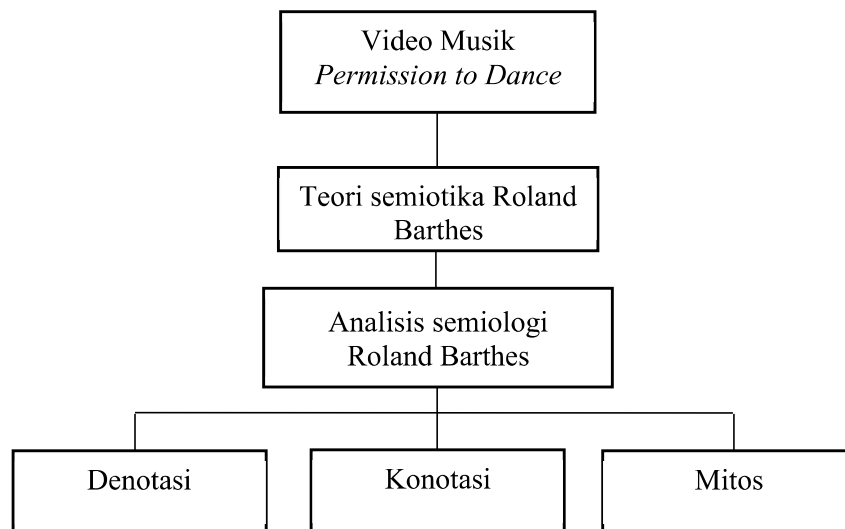 Video Musik
Permission to Dance
Teori semiotika Roland
Barthes
Analisis semiologi
Roland Barthes
Denotasi
Konotasi
Mitos